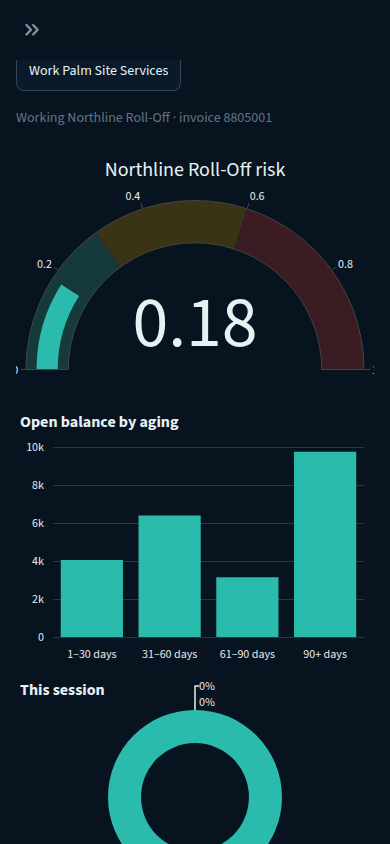 Work Palm Site Services
Working Northline Roll-Off · invoice 8805001
Northline Roll-Off risk
0.4
0.6
0.2
0.8
0.18
Open balance by aging
10k
8k
6k
4k
2k
0
1–30 days
31–60 days
61–90 days
90+ days
This session
0%
0%